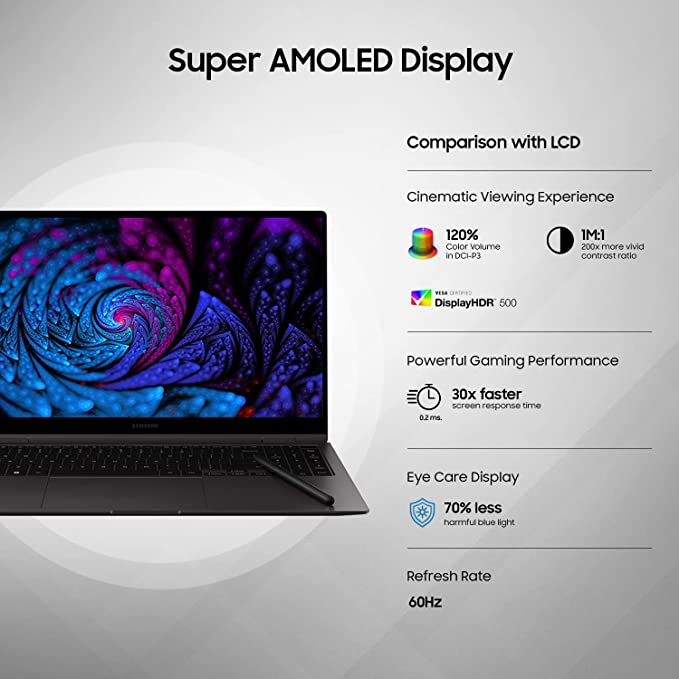 Super AMOLED Display
Comparison with LCD
Cinematic Viewing Experience
120%
Color Volume
in DCI-P3
1M:1
200x more vivid
contrast ratio
VESA CERTIFIED
DisplayHDR 500
Powerful Gaming Performance
0.2 ms.
30x faster
screen response time
Eye Care Display
70% less
harmful blue light
Refresh Rate
60Hz
SAMSUNG